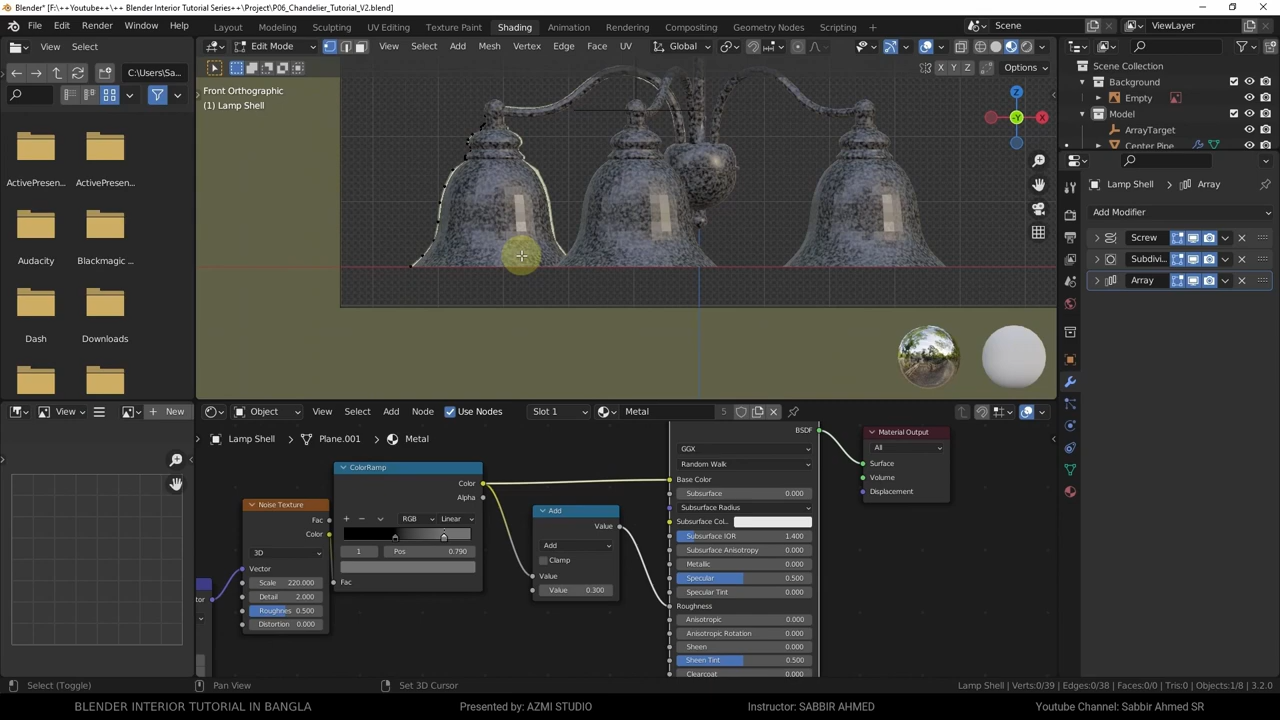 Blender* [F:\++Youtube++\++ Blender Interior Tutorial Series++\Project\P06_Chandelier_Tutorial_V2.blend]
File Edit Render Window Help Layout Modeling Sculpting UV Editing Texture Paint Shading Animation Rendering Compositing Geometry Nodes Scripting Scene ViewLayer
View Select Edit Mode View Select Add Mesh Vertex Edge Face UV Global
C:\Users\Sa... X Y Z Options
Scene Collection
Background
Empty
Model
ArrayTarget
Center Pipe
Front Orthographic
(1) Lamp Shell
Z
X
-Y
ActivePresen...
ActivePresen...
Audacity
Blackmagic ...
Dash
Downloads
Lamp Shell Array
Add Modifier
Screw
Subdivi...
Array
View New Object View Select Add Node Use Nodes Slot 1 Metal 5
Lamp Shell Plane.001 Metal
Noise Texture
Fac
Color
3D
Vector
Scale 220.000
Detail 2.000
Roughnes 0.500
Distortion 0.000
ColorRamp
Color
Alpha
RGB Linear
1 Pos 0.790
Fac
Add
Value
Add
Clamp
Value
Value 0.300
BSDF
GGX
Random Walk
Base Color
Subsurface 0.000
Subsurface Radius
Subsurface Col...
Subsurface IOR 1.400
Subsurface Anisotropy 0.000
Metallic 0.000
Specular 0.500
Specular Tint 0.000
Roughness
Anisotropic 0.000
Anisotropic Rotation 0.000
Sheen 0.000
Sheen Tint 0.500
Clearcoat 0.000
Material Output
All
Surface
Volume
Displacement
Select (Toggle) Pan View Set 3D Cursor Lamp Shell | Verts:0/39 | Edges:0/38 | Faces:0/0 | Tris:0 | Objects:1/8 | 3.2.0
BLENDER INTERIOR TUTORIAL IN BANGLA Presented by: AZMI STUDIO Instructor: SABBIR AHMED Youtube Channel: Sabbir Ahmed SR